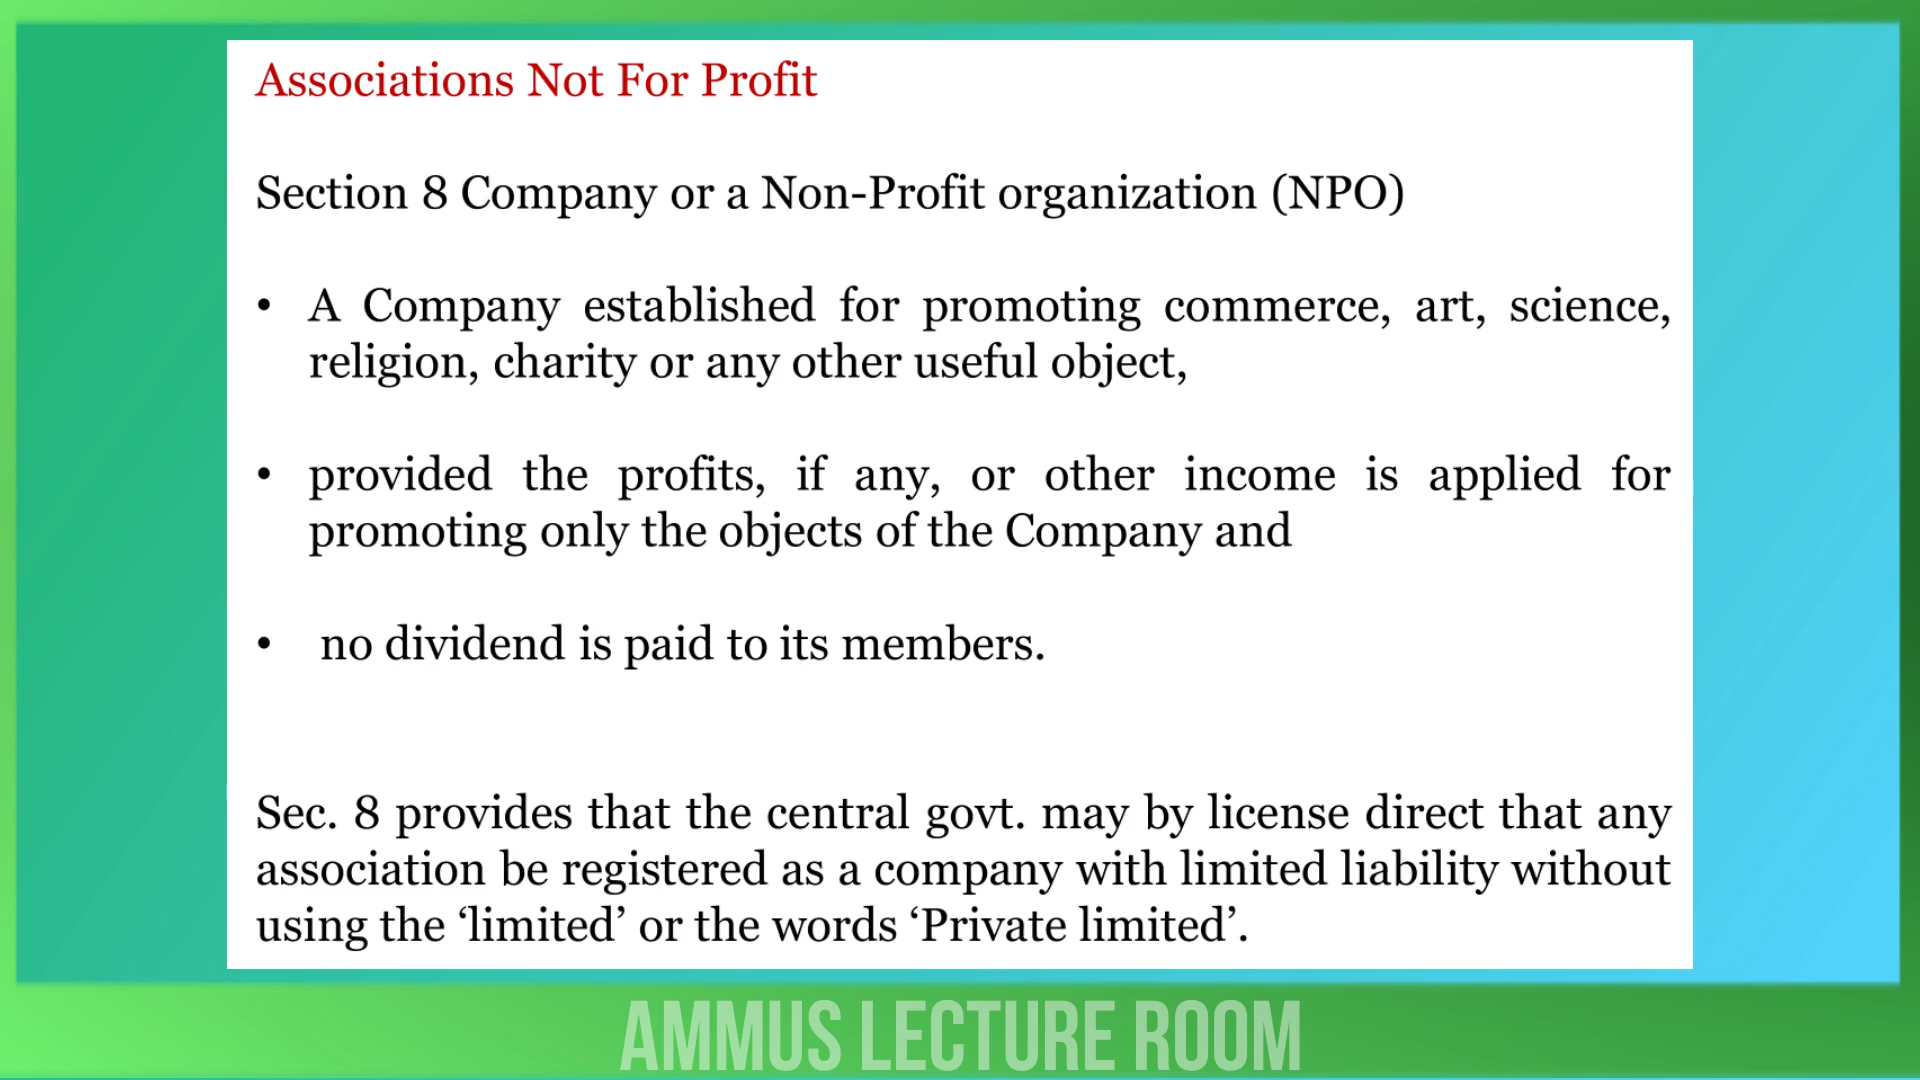 Associations Not For Profit
Section 8 Company or a Non-Profit organization (NPO)
• A Company established for promoting commerce, art, science,
religion, charity or any other useful object,
• provided the profits, if any, or other income is applied for
promoting only the objects of the Company and
• no dividend is paid to its members.
Sec. 8 provides that the central govt. may by license direct that any
association be registered as a company with limited liability without
using the ‘limited’ or the words ‘Private limited’.
AMMUS LECTURE ROOM